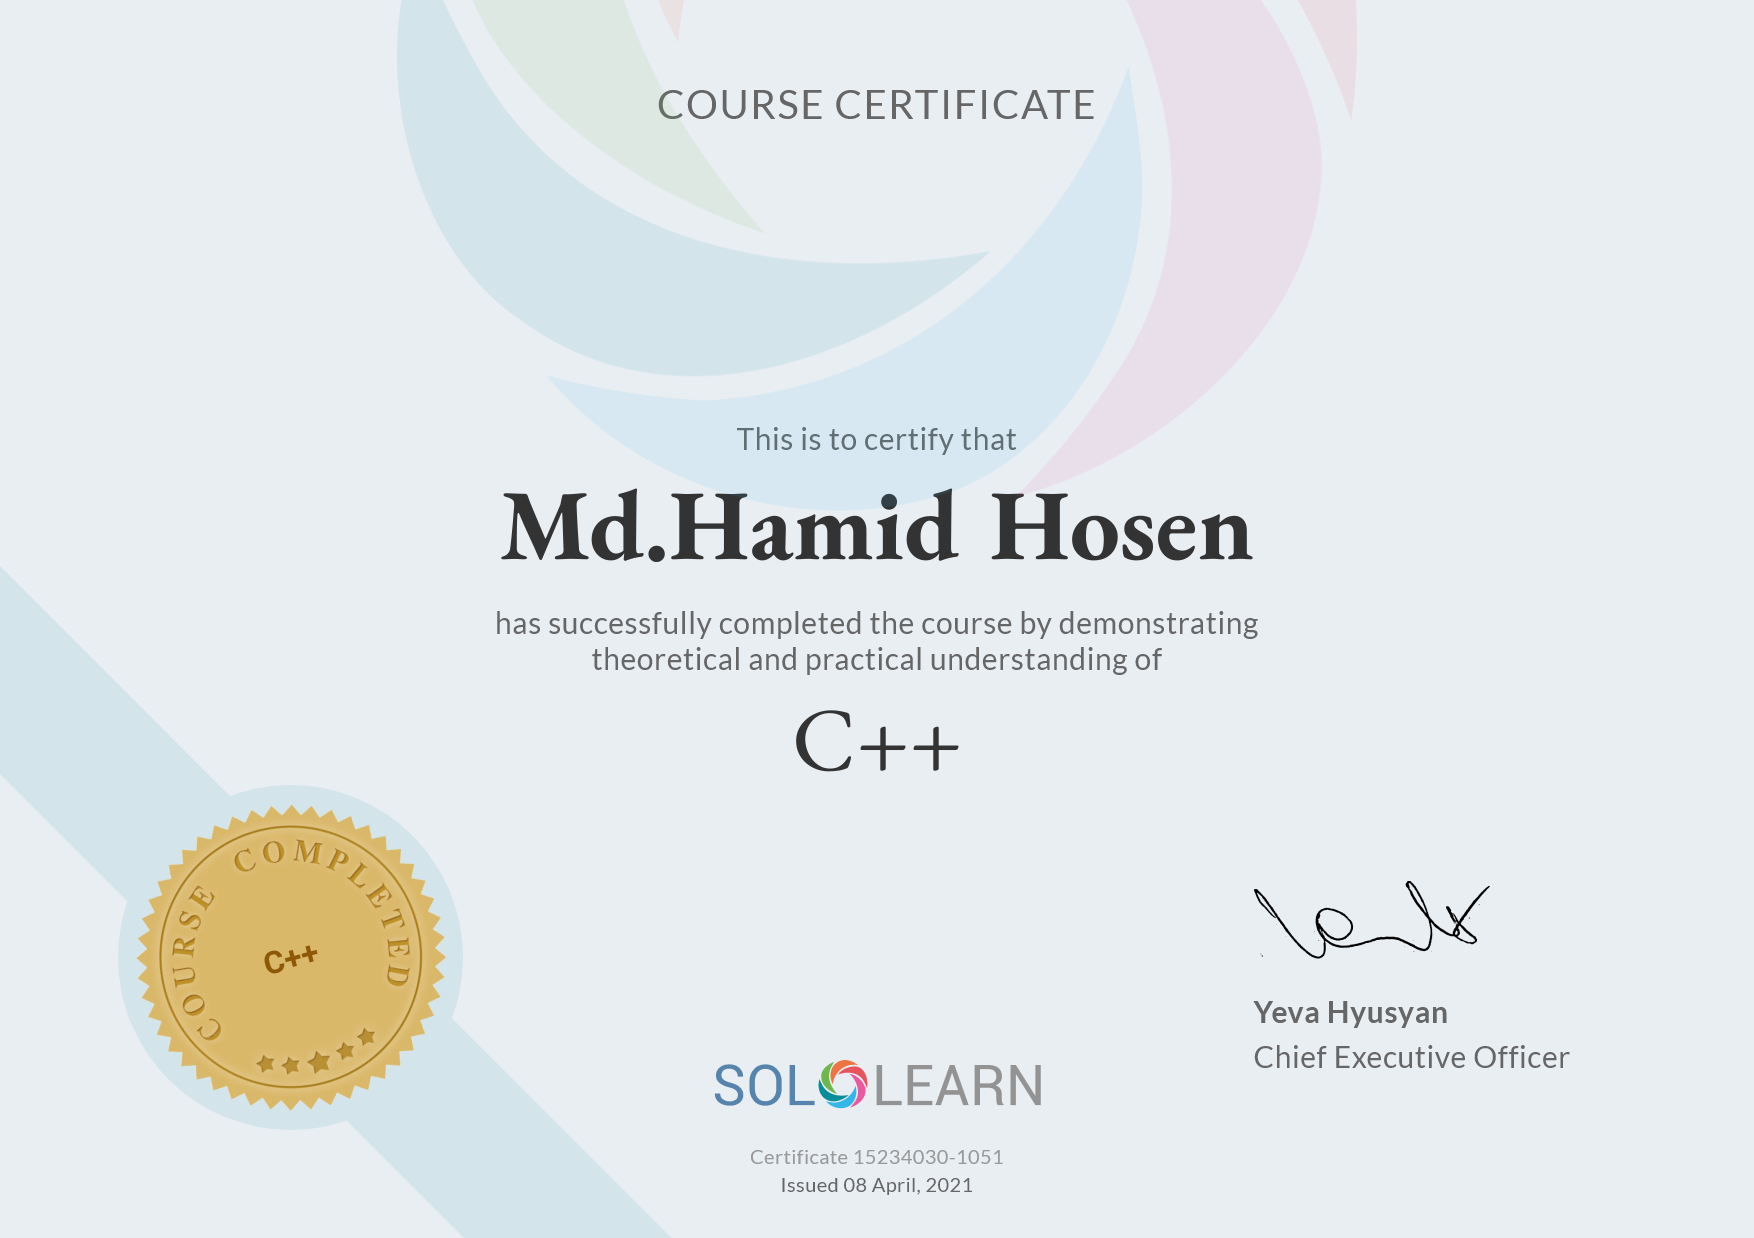 COURSE CERTIFICATE
This is to certify that
Md.Hamid Hosen
has successfully completed the course by demonstrating
theoretical and practical understanding of
C++
COURSE COMPLETED
C++
Yeva Hyusyan
Chief Executive Officer
SOLOLEARN
Certificate 15234030-1051
Issued 08 April, 2021